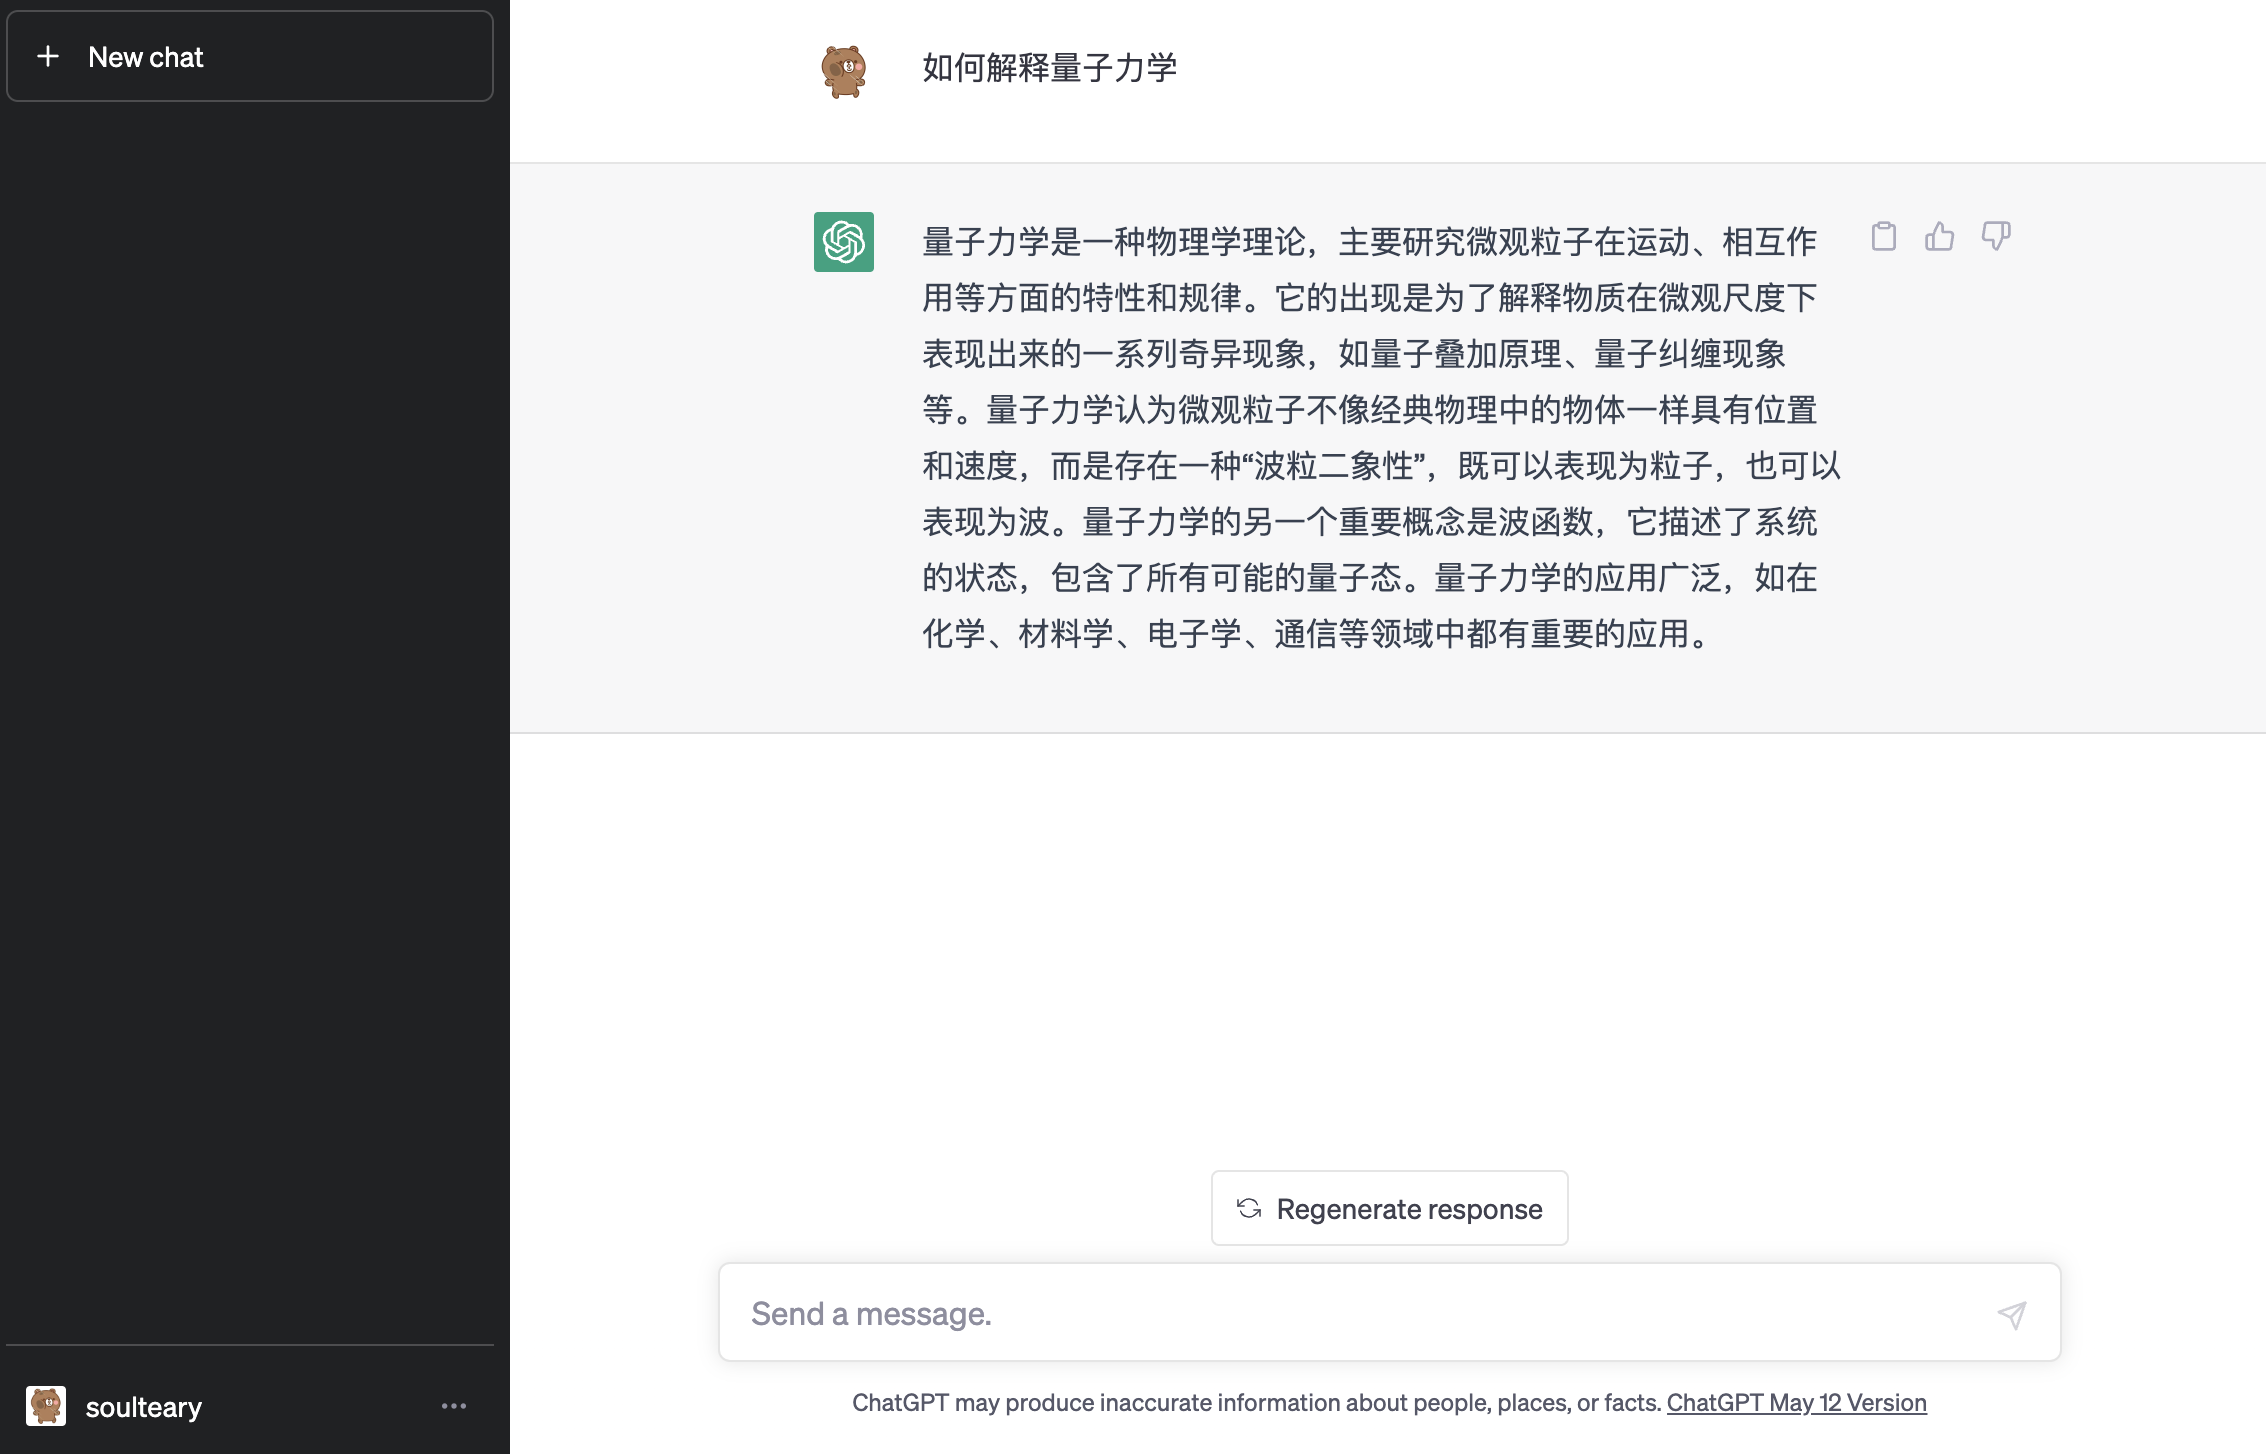 New chat
如何解释量子力学
量子力学是一种物理学理论，主要研究微观粒子在运动、相互作
用等方面的特性和规律。它的出现是为了解释物质在微观尺度下
表现出来的一系列奇异现象，如量子叠加原理、量子纠缠现象
等。量子力学认为微观粒子不像经典物理中的物体一样具有位置
和速度，而是存在一种“波粒二象性”，既可以表现为粒子，也可以
表现为波。量子力学的另一个重要概念是波函数，它描述了系统
的状态，包含了所有可能的量子态。量子力学的应用广泛，如在
化学、材料学、电子学、通信等领域中都有重要的应用。
Regenerate response
Send a message.
soulteary
ChatGPT may produce inaccurate information about people, places, or facts. ChatGPT May 12 Version